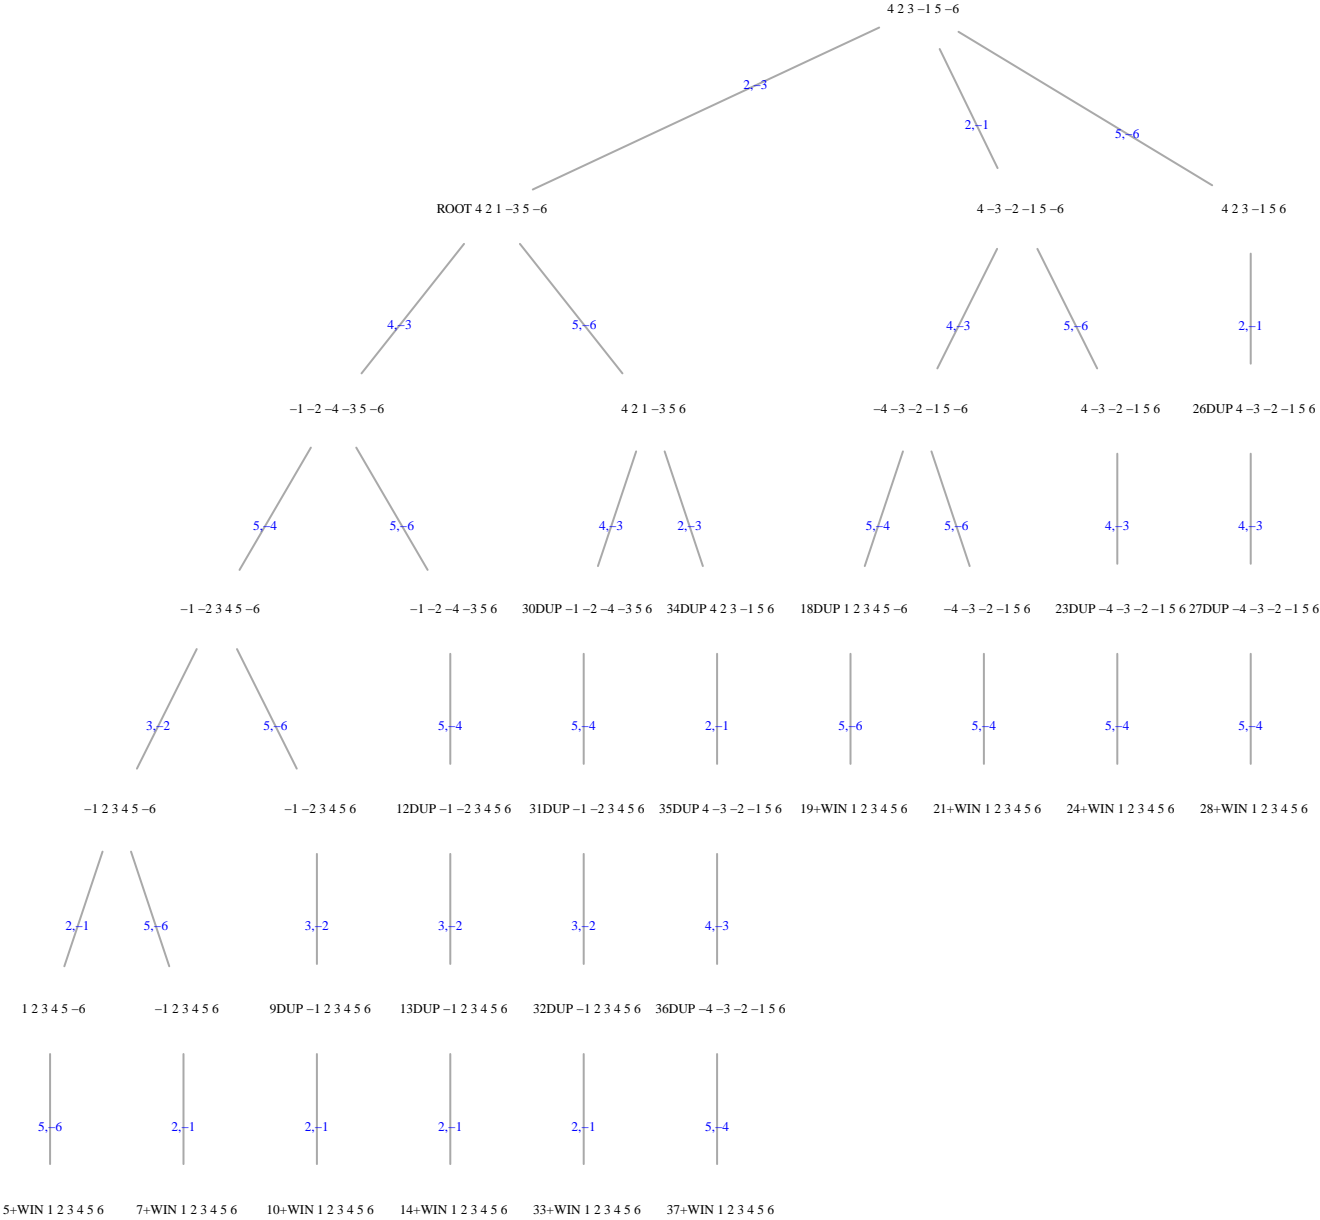 4 2 3 −1 5 −6
2,−3
2,−1
5,−6
ROOT 4 2 1 −3 5 −6
4 −3 −2 −1 5 −6
4 2 3 −1 5 6
4,−3
5,−6
4,−3
5,−6
2,−1
−1 −2 −4 −3 5 −6
4 2 1 −3 5 6
−4 −3 −2 −1 5 −6
4 −3 −2 −1 5 6
26DUP 4 −3 −2 −1 5 6
5,−4
5,−6
4,−3
2,−3
5,−4
5,−6
4,−3
4,−3
−1 −2 3 4 5 −6
−1 −2 −4 −3 5 6
30DUP −1 −2 −4 −3 5 6
34DUP 4 2 3 −1 5 6
18DUP 1 2 3 4 5 −6
−4 −3 −2 −1 5 6
23DUP −4 −3 −2 −1 5 6
27DUP −4 −3 −2 −1 5 6
3,−2
5,−6
5,−4
5,−4
2,−1
5,−6
5,−4
5,−4
5,−4
−1 2 3 4 5 −6
−1 −2 3 4 5 6
12DUP −1 −2 3 4 5 6
31DUP −1 −2 3 4 5 6
35DUP 4 −3 −2 −1 5 6
19+WIN 1 2 3 4 5 6
21+WIN 1 2 3 4 5 6
24+WIN 1 2 3 4 5 6
28+WIN 1 2 3 4 5 6
2,−1
5,−6
3,−2
3,−2
3,−2
4,−3
1 2 3 4 5 −6
−1 2 3 4 5 6
9DUP −1 2 3 4 5 6
13DUP −1 2 3 4 5 6
32DUP −1 2 3 4 5 6
36DUP −4 −3 −2 −1 5 6
5,−6
2,−1
2,−1
2,−1
2,−1
5,−4
5+WIN 1 2 3 4 5 6
7+WIN 1 2 3 4 5 6
10+WIN 1 2 3 4 5 6
14+WIN 1 2 3 4 5 6
33+WIN 1 2 3 4 5 6
37+WIN 1 2 3 4 5 6